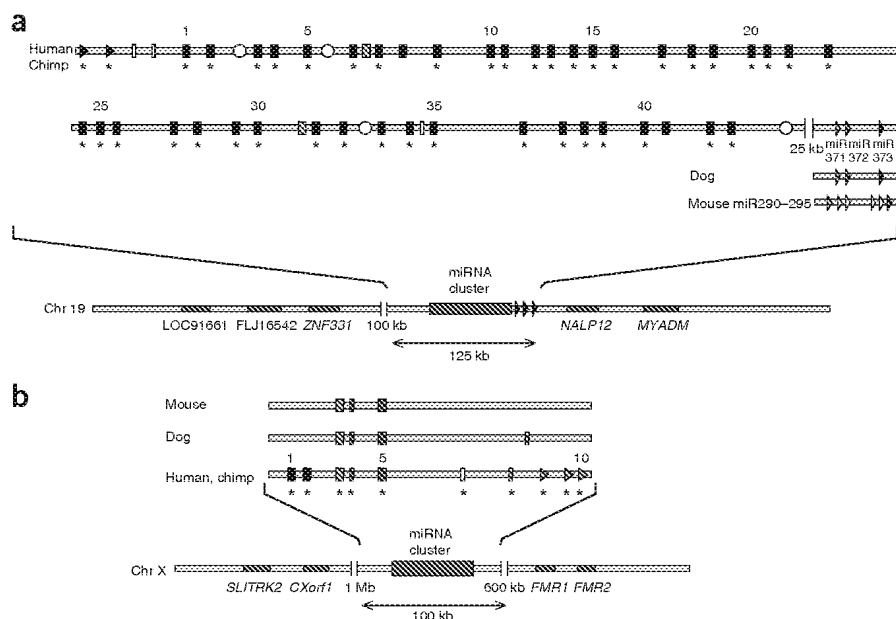 a
1 5 10 15 20
Human
Chimp
* * * * * * * * * * * * * * * * * * * * * *
25 30 35 40
* * * * * * * * * * * * * * * * * *
25 kb miR miR miR
371 372 373
Dog
Mouse miR290–295
miRNA
cluster
Chr 19
LOC91661 FLJ16542 ZNF331 100 kb NALP12 MYADM
125 kb
b
Mouse
Dog
1 5 10
Human, chimp
* * * * * * * * * *
miRNA
cluster
Chr X
SLITRK2 CXorf1 1 Mb 600 kb FMR1 FMR2
100 kb